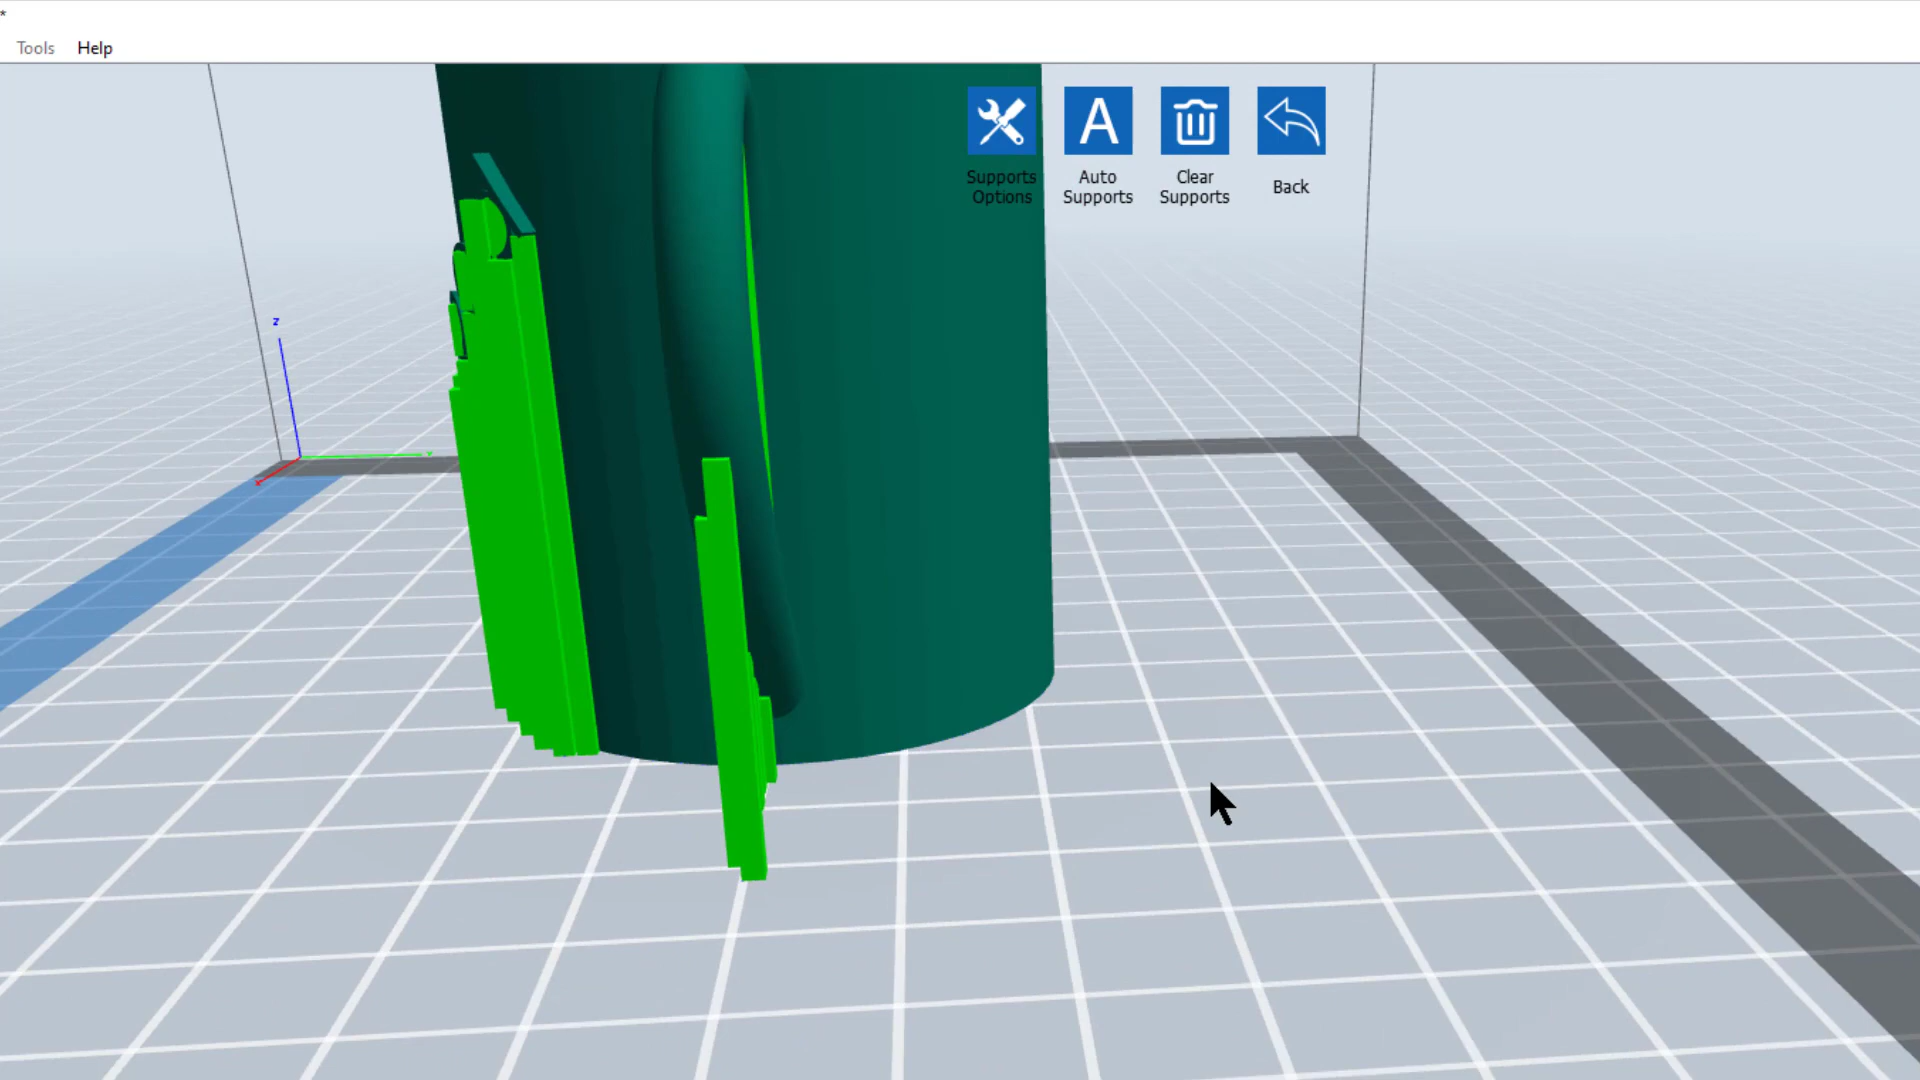 *
Tools Help
Supports Options
Auto Supports
Clear Supports
Back
z